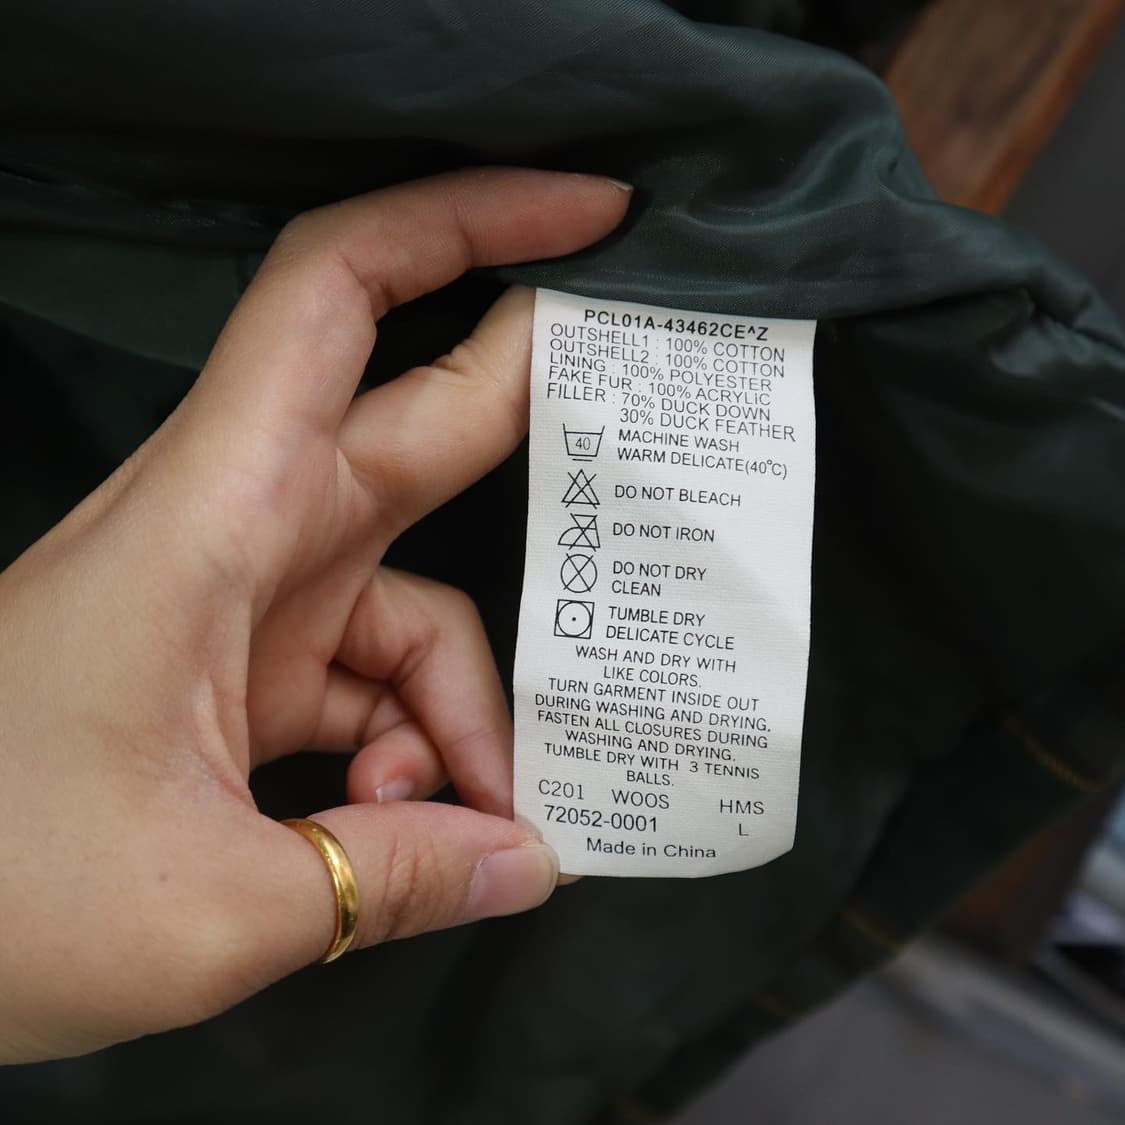 PCL01A-43462CE^Z
OUTSHELL1 : 100% COTTON
OUTSHELL2 : 100% COTTON
LINING : 100% POLYESTER
FAKE FUR : 100% ACRYLIC
FILLER : 70% DUCK DOWN
30% DUCK FEATHER
40 MACHINE WASH
WARM DELICATE(40°C)
DO NOT BLEACH
DO NOT IRON
DO NOT DRY
CLEAN
TUMBLE DRY
DELICATE CYCLE
WASH AND DRY WITH
LIKE COLORS.
TURN GARMENT INSIDE OUT
DURING WASHING AND DRYING.
FASTEN ALL CLOSURES DURING
WASHING AND DRYING.
TUMBLE DRY WITH 3 TENNIS
BALLS.
C201 WOOS HMS
72052-0001 L
Made in China